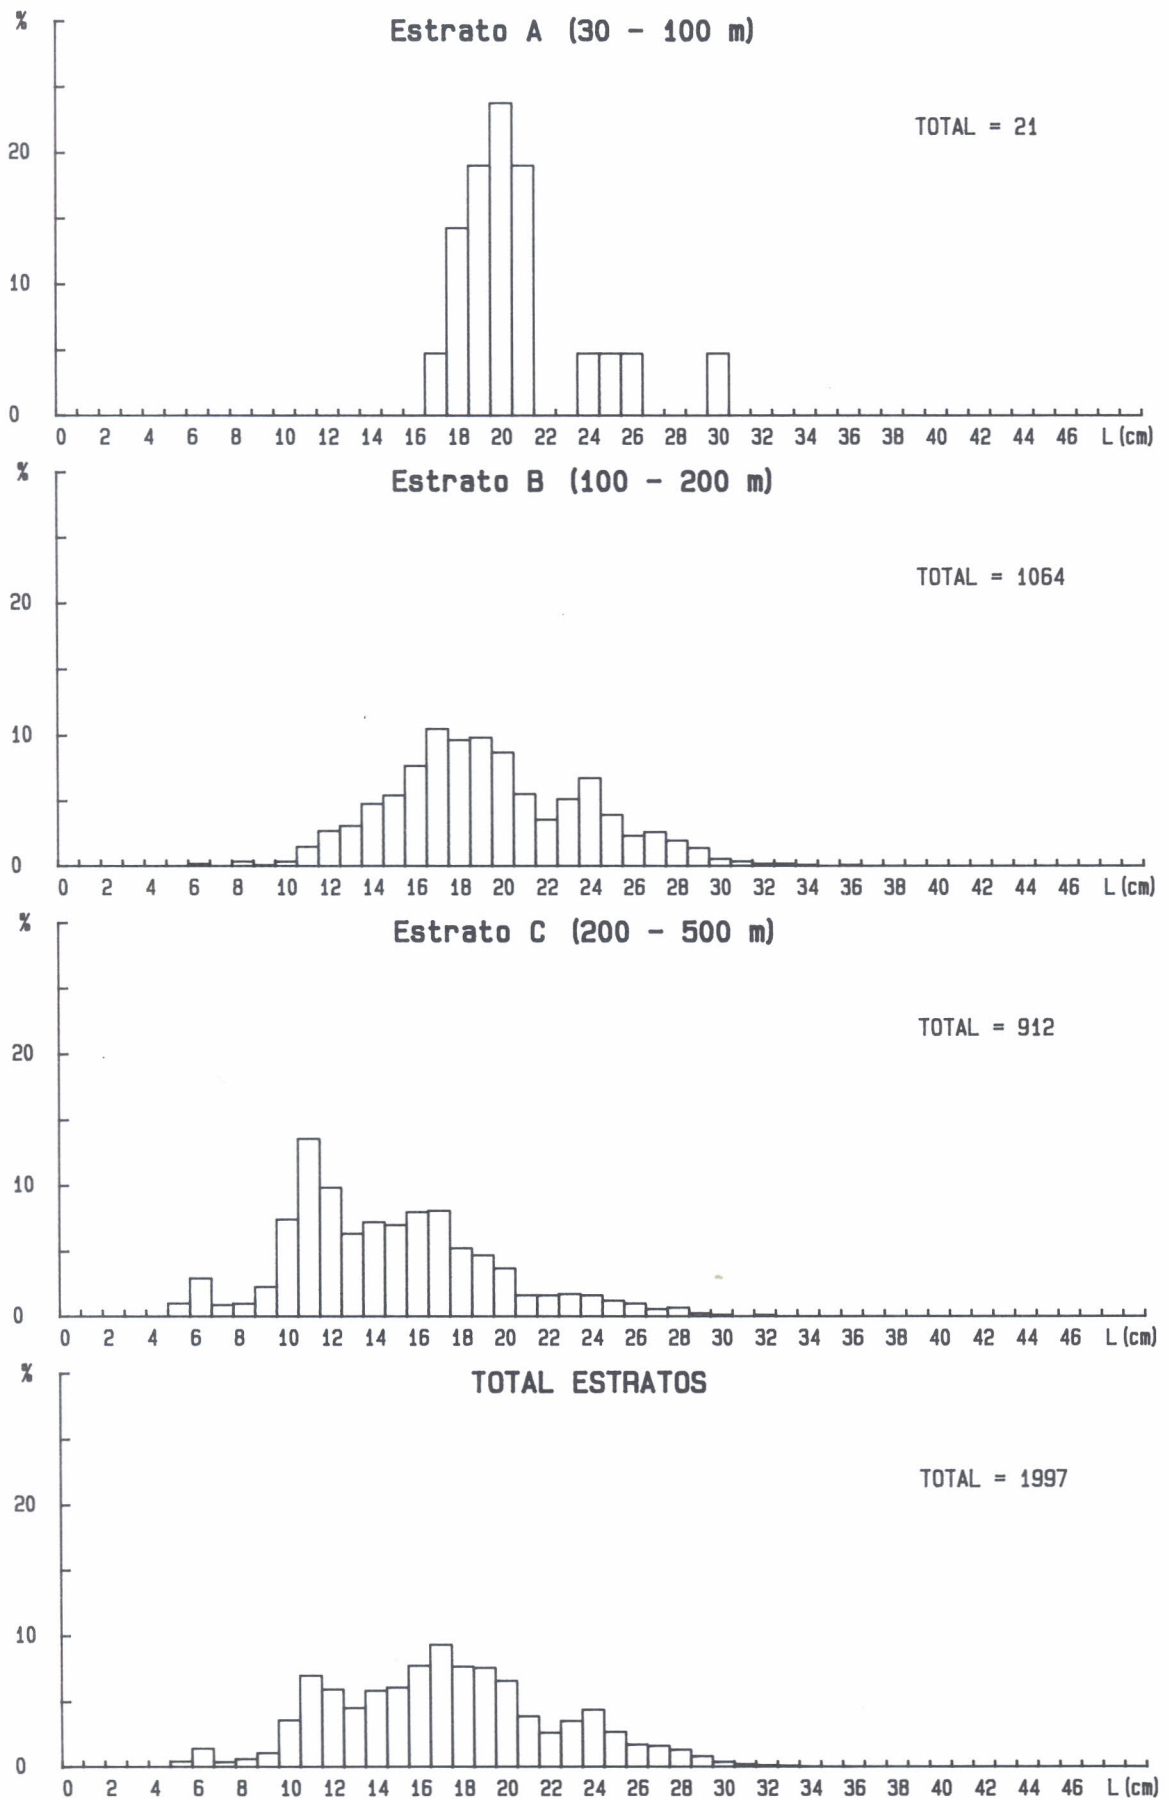 %
Estrato A (30 - 100 m)
TOTAL = 21
20
10
0
0 2 4 6 8 10 12 14 16 18 20 22 24 26 28 30 32 34 36 38 40 42 44 46 L (cm)
%
Estrato B (100 - 200 m)
TOTAL = 1064
20
10
0
0 2 4 6 8 10 12 14 16 18 20 22 24 26 28 30 32 34 36 38 40 42 44 46 L (cm)
%
Estrato C (200 - 500 m)
TOTAL = 912
20
10
0
0 2 4 6 8 10 12 14 16 18 20 22 24 26 28 30 32 34 36 38 40 42 44 46 L (cm)
%
TOTAL ESTRATOS
TOTAL = 1997
20
10
0
0 2 4 6 8 10 12 14 16 18 20 22 24 26 28 30 32 34 36 38 40 42 44 46 L (cm)